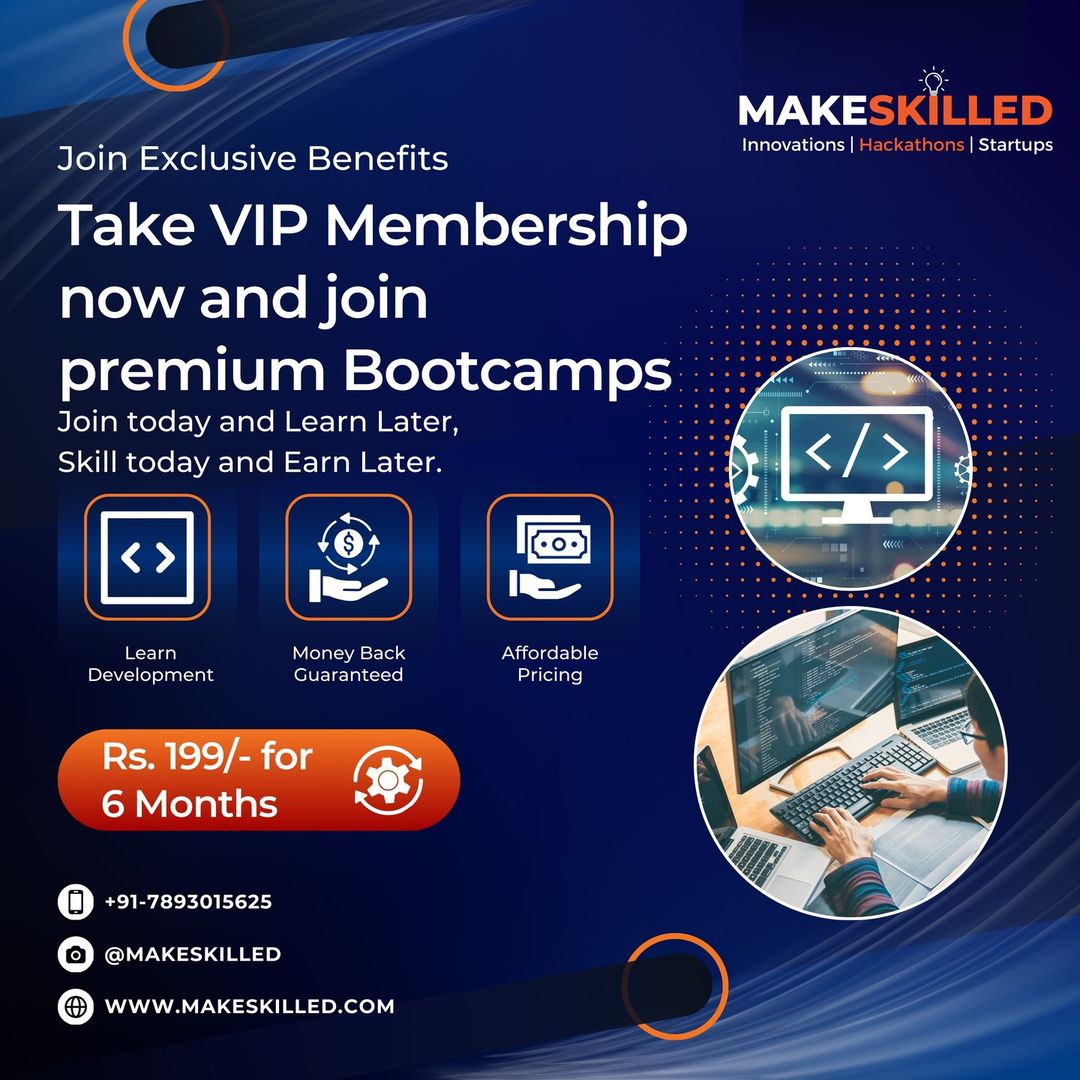 MAKESKILLED
Innovations | Hackathons | Startups
Join Exclusive Benefits
Take VIP Membership
now and join
premium Bootcamps
Join today and Learn Later,
Skill today and Earn Later.
Learn
Development
Money Back
Guaranteed
Affordable
Pricing
Rs. 199/- for
6 Months
+91-7893015625
@MAKESKILLED
WWW.MAKESKILLED.COM